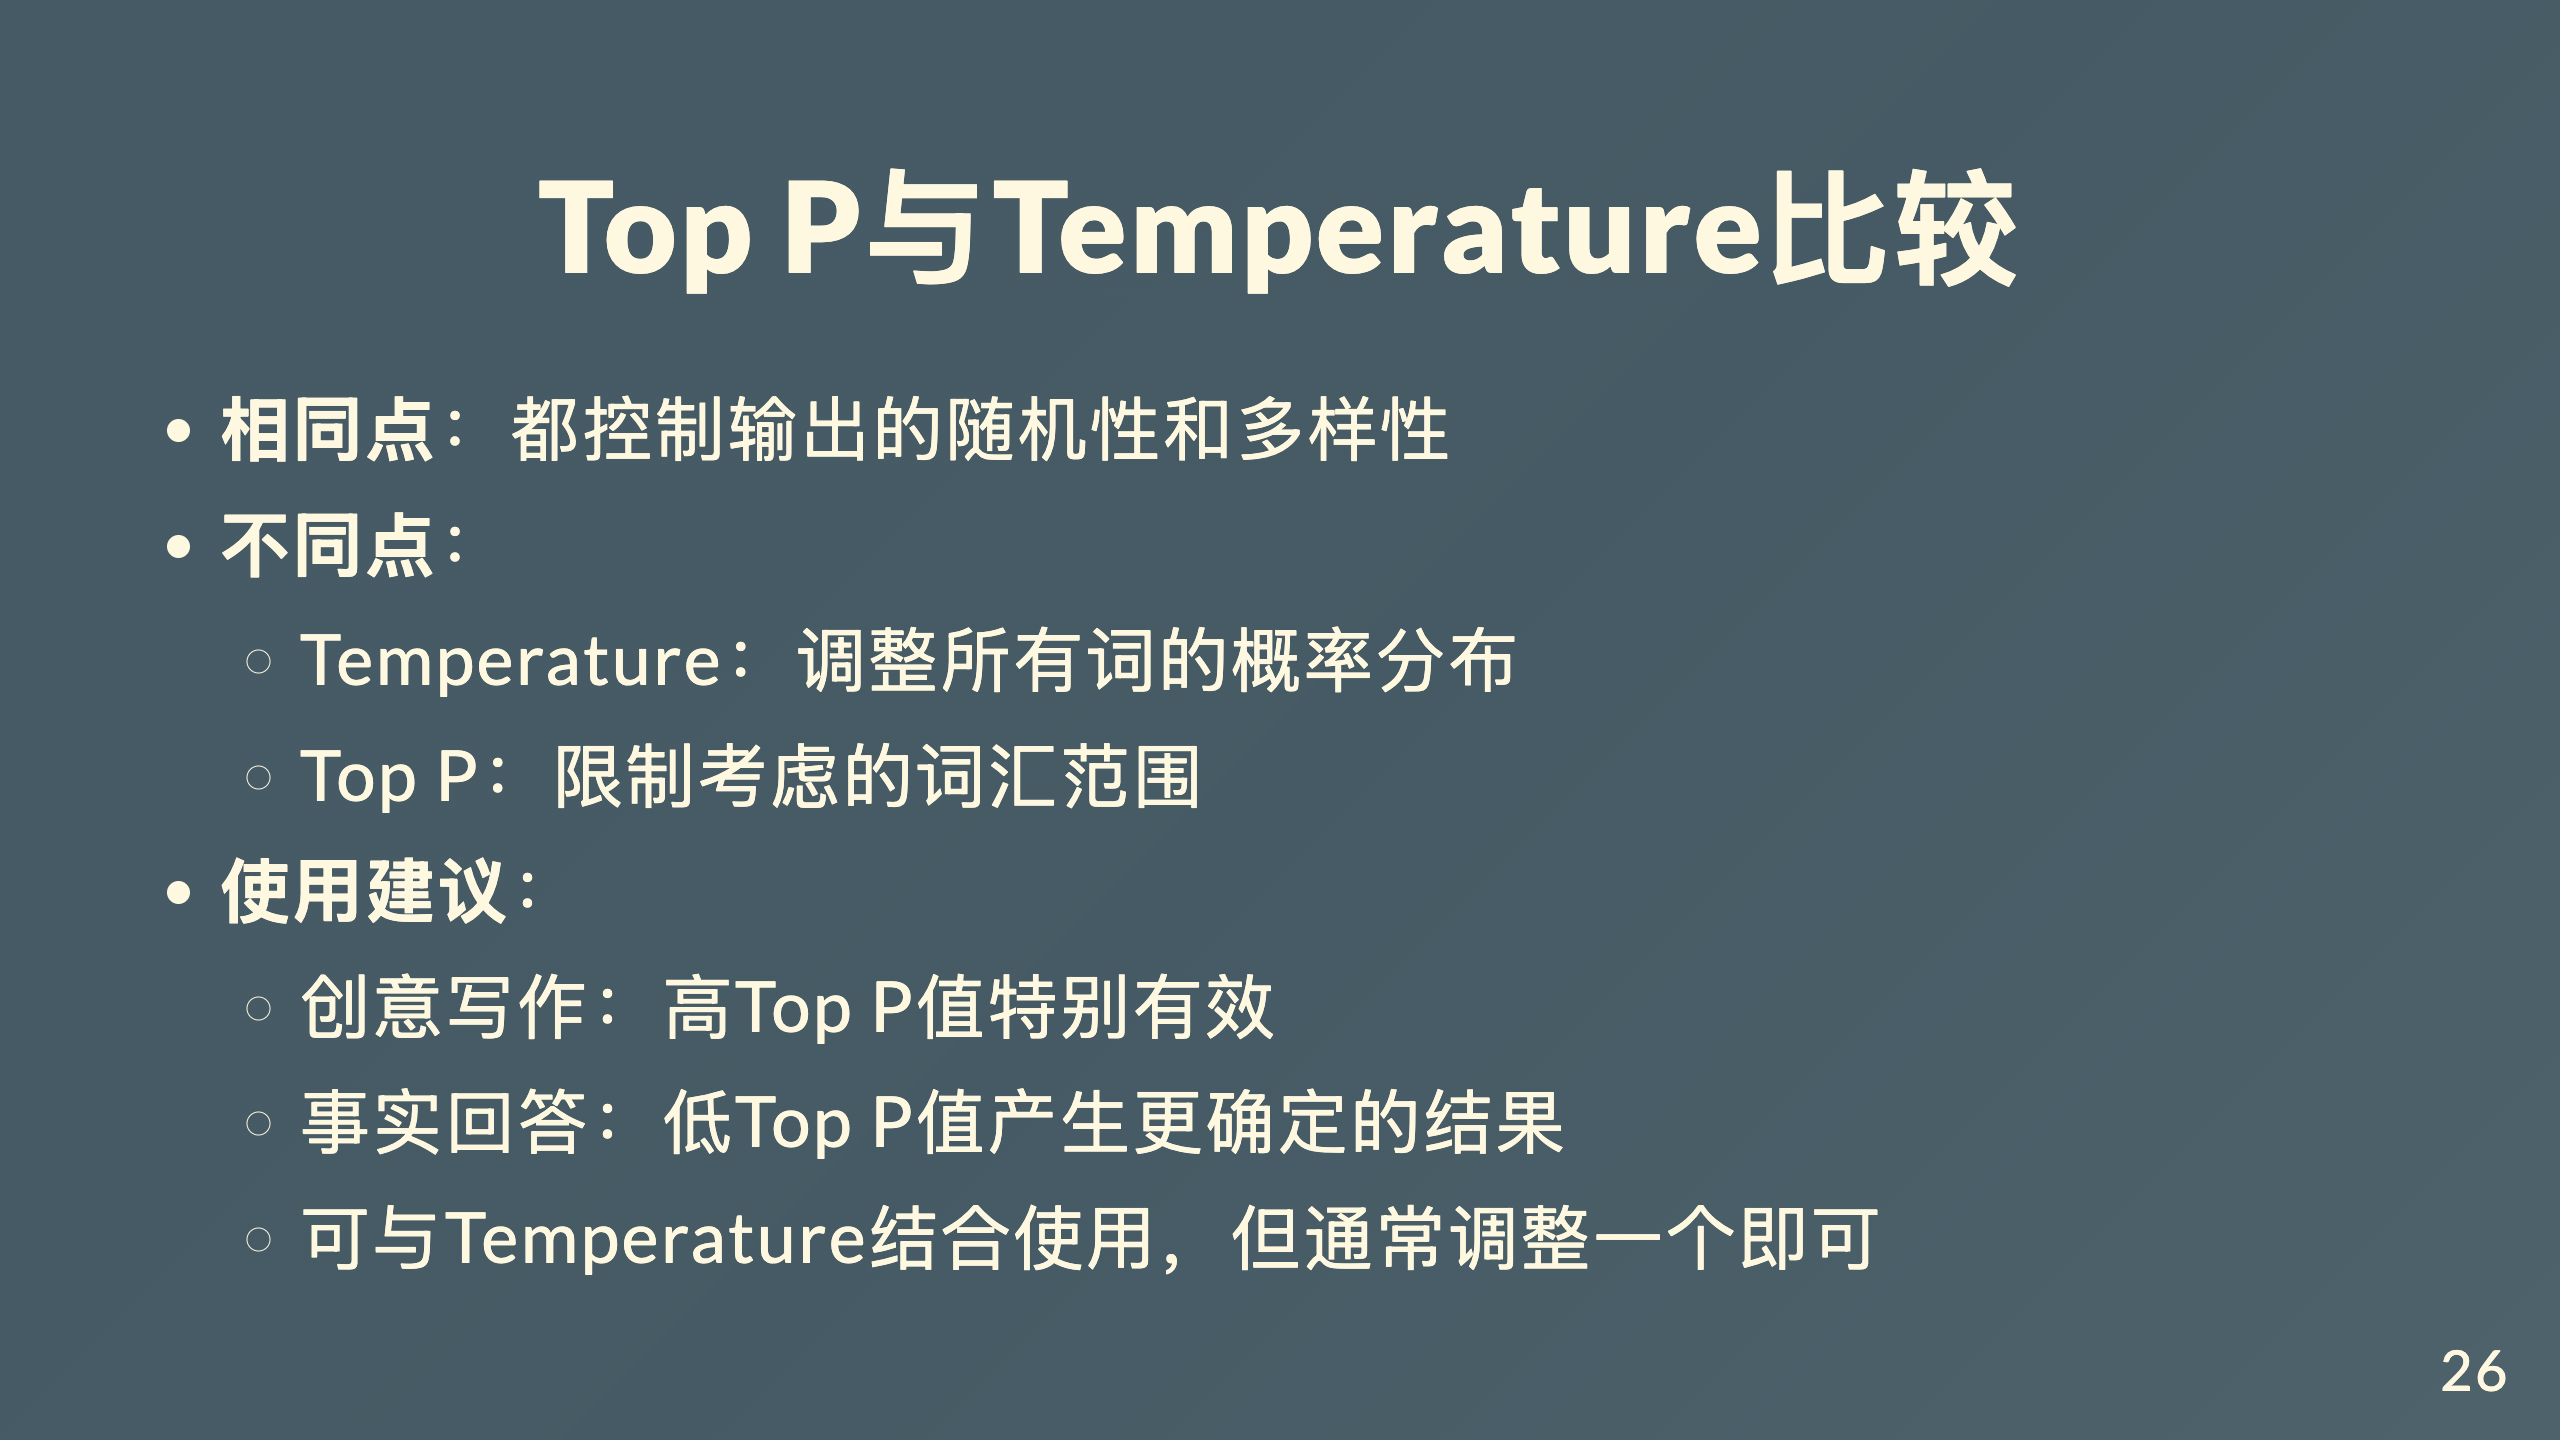 Top P与Temperature比较
• 相同点：都控制输出的随机性和多样性
• 不同点：
○ Temperature：调整所有词的概率分布
○ Top P：限制考虑的词汇范围
• 使用建议：
○ 创意写作：高Top P值特别有效
○ 事实回答：低Top P值产生更确定的结果
○ 可与Temperature结合使用，但通常调整一个即可
26